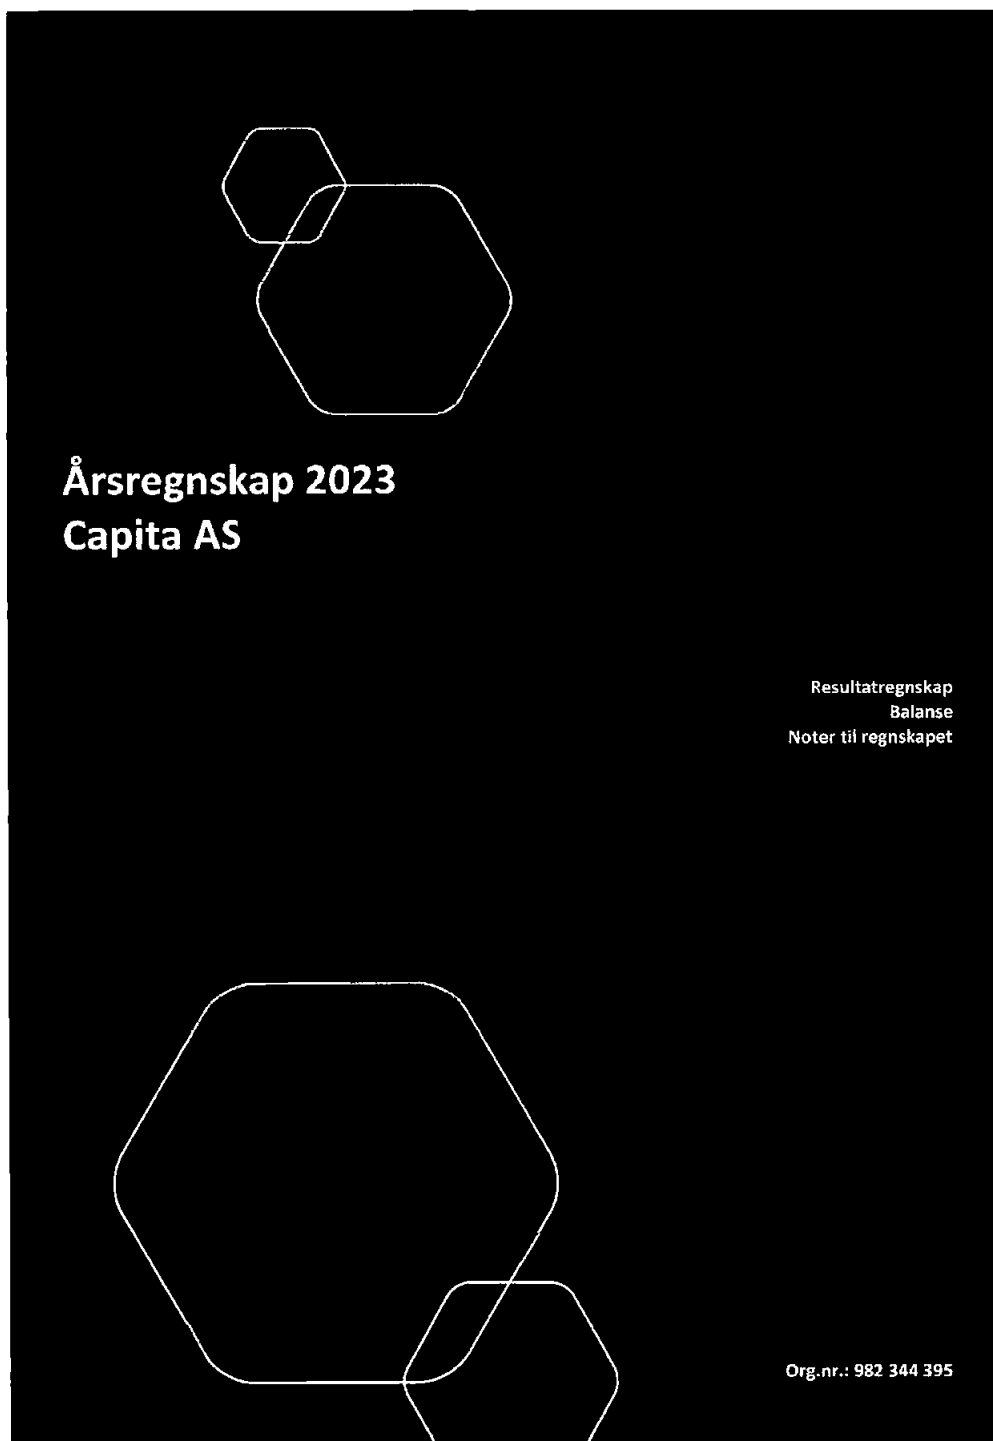 Årsregnskap 2023
Capita AS
Resultatregnskap
Balanse
Noter til regnskapet
Org.nr.: 982 344 395